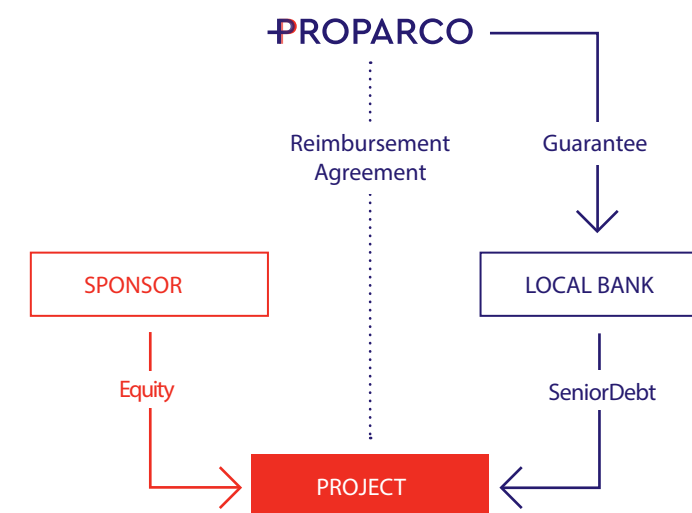 PROPARCO
Reimbursement
Agreement
Guarantee
SPONSOR
LOCAL BANK
Equity
SeniorDebt
PROJECT